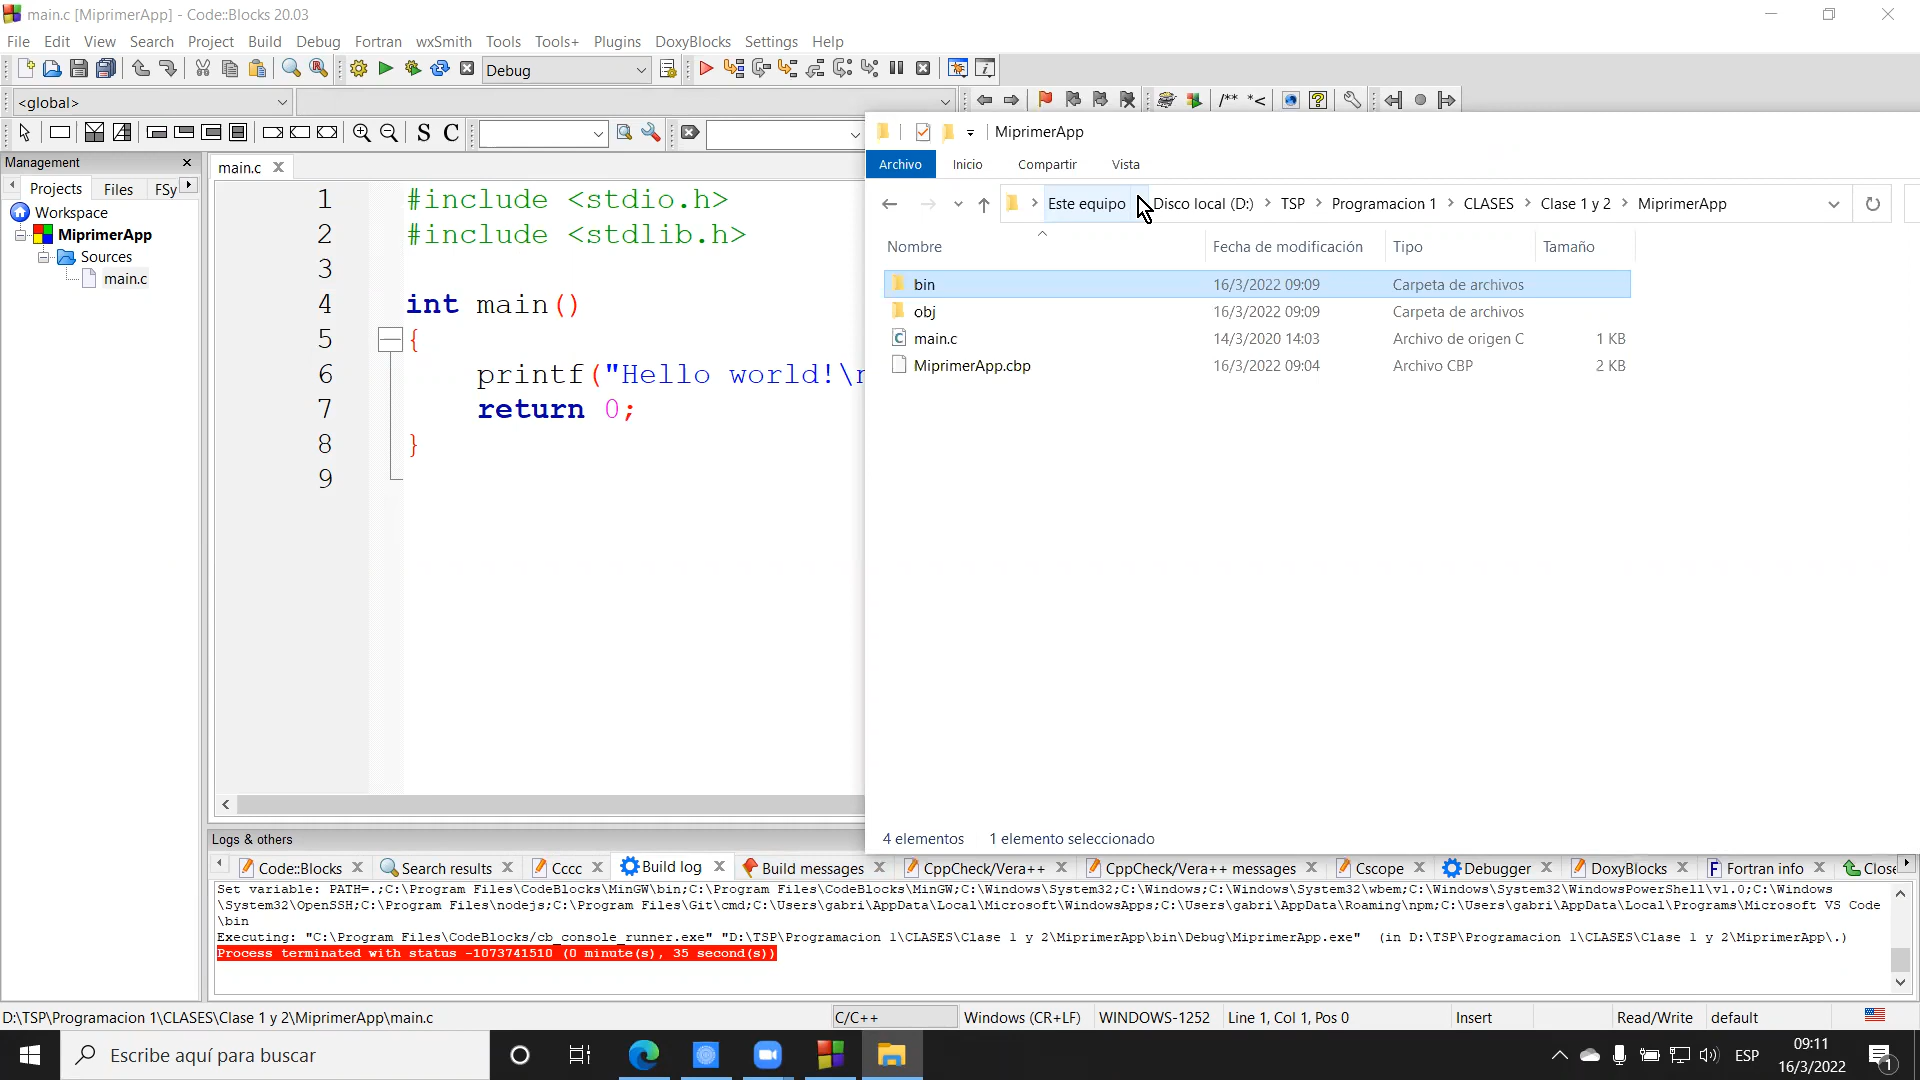 main.c [MiprimerApp] - Code::Blocks 20.03
File Edit View Search Project Build Debug Fortran wxSmith Tools Tools+ Plugins DoxyBlocks Settings Help
Debug
<global>
/** *<
S C
Management
Projects Files FSy
Workspace
MiprimerApp
Sources
main.c
main.c
1 #include <stdio.h>
2 #include <stdlib.h>
3
4 int main()
5 {
6 printf("Hello world!\n
7 return 0;
8 }
9
MiprimerApp
Archivo Inicio Compartir Vista
Este equipo Disco local (D:) TSP Programacion 1 CLASES Clase 1 y 2 MiprimerApp
Nombre Fecha de modificación Tipo Tamaño
bin 16/3/2022 09:09 Carpeta de archivos
obj 16/3/2022 09:09 Carpeta de archivos
main.c 14/3/2020 14:03 Archivo de origen C 1 KB
MiprimerApp.cbp 16/3/2022 09:04 Archivo CBP 2 KB
4 elementos 1 elemento seleccionado
Logs & others
Code::Blocks Search results Cccc Build log Build messages CppCheck/Vera++ CppCheck/Vera++ messages Cscope Debugger DoxyBlocks Fortran info Close
Set variable: PATH=.;C:\Program Files\CodeBlocks\MinGW\bin;C:\Program Files\CodeBlocks\MinGW;C:\Windows\System32;C:\Windows;C:\Windows\System32\wbem;C:\Windows\System32\WindowsPowerShell\v1.0;C:\Windows
\System32\OpenSSH;C:\Program Files\nodejs;C:\Program Files\Git\cmd;C:\Users\gabri\AppData\Local\Microsoft\WindowsApps;C:\Users\gabri\AppData\Roaming\npm;C:\Users\gabri\AppData\Local\Programs\Microsoft VS Code
\bin
Executing: "C:\Program Files\CodeBlocks/cb_console_runner.exe" "D:\TSP\Programacion 1\CLASES\Clase 1 y 2\MiprimerApp\bin\Debug\MiprimerApp.exe" (in D:\TSP\Programacion 1\CLASES\Clase 1 y 2\MiprimerApp\.)
Process terminated with status -1073741510 (0 minute(s), 35 second(s))
D:\TSP\Programacion 1\CLASES\Clase 1 y 2\MiprimerApp\main.c C/C++ Windows (CR+LF) WINDOWS-1252 Line 1, Col 1, Pos 0 Insert Read/Write default
Escribe aquí para buscar
ESP
09:11
16/3/2022
1